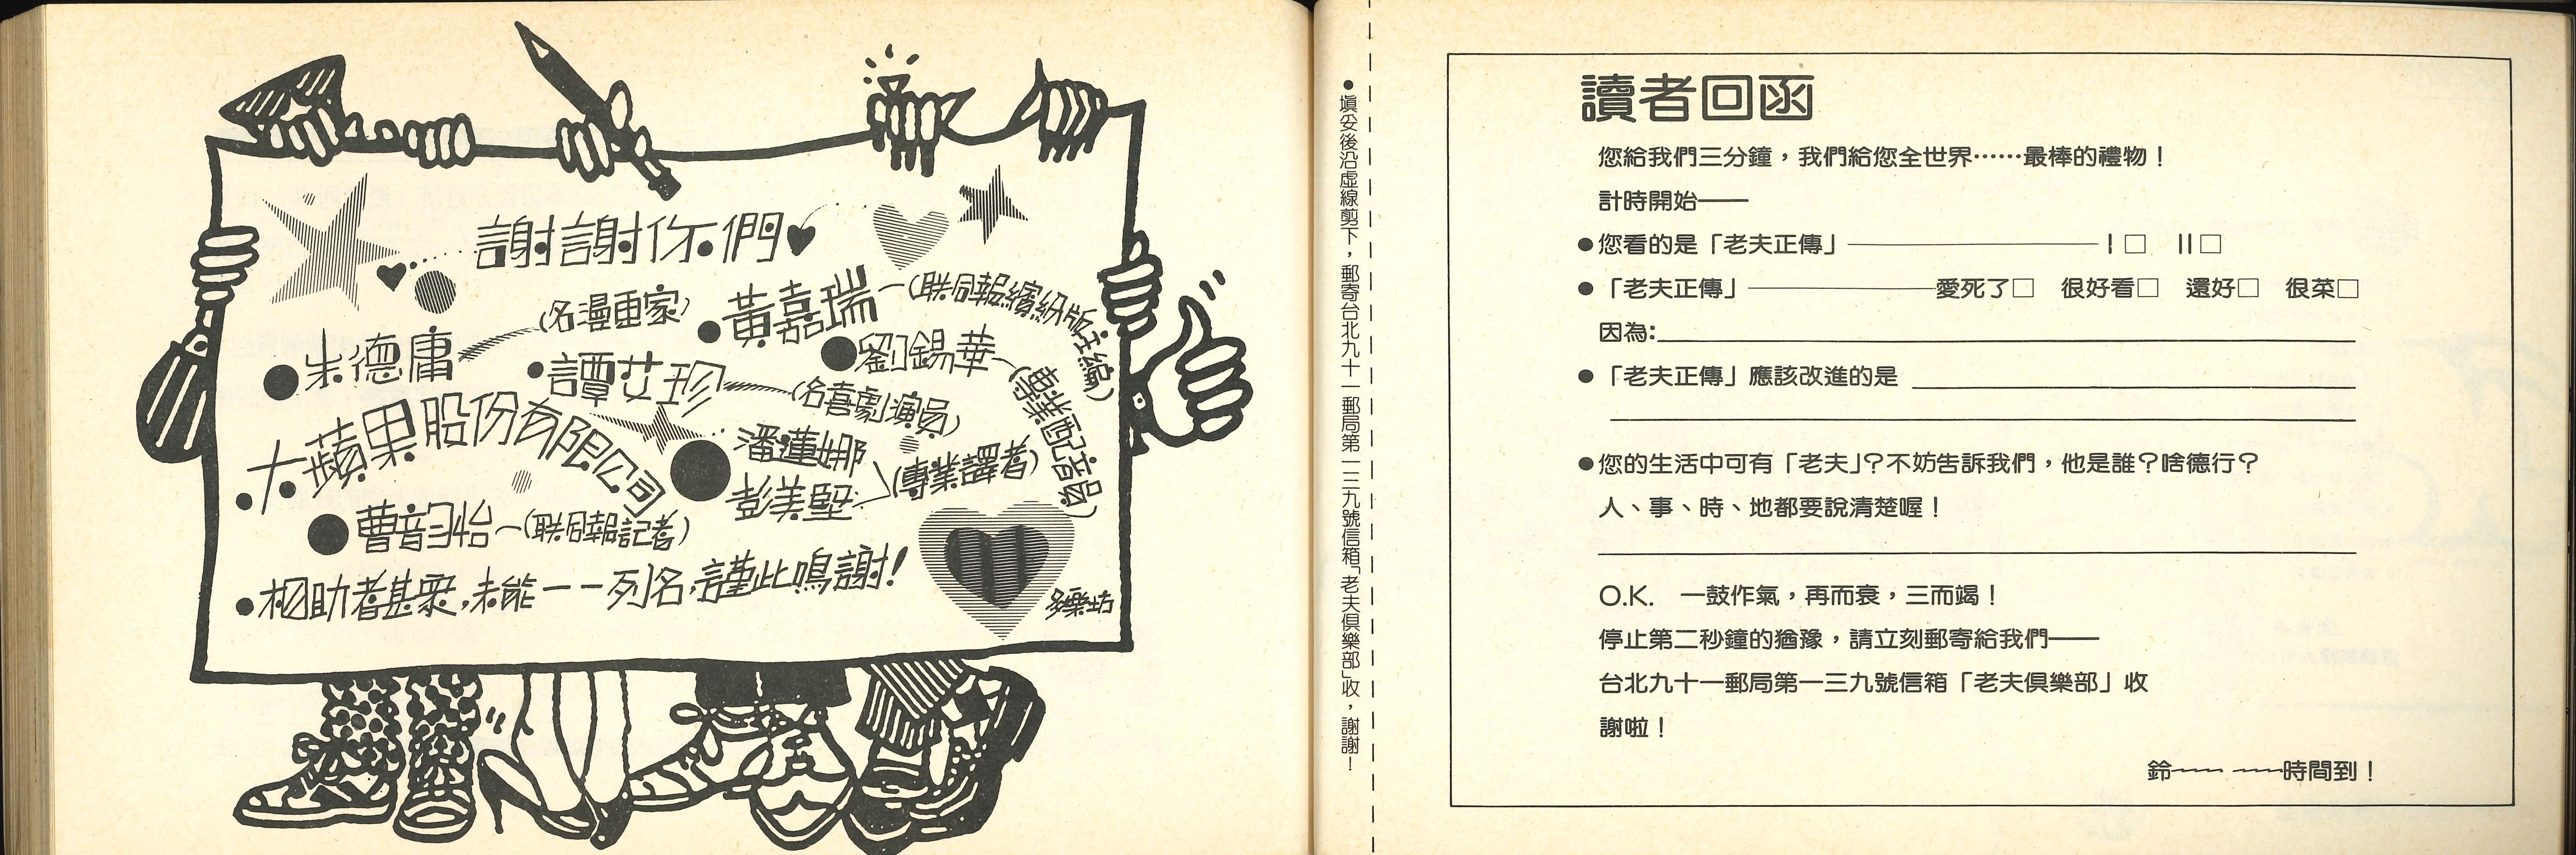 謝謝你們
●朱德庸(名漫画家)
●黃嘉瑞(联合報繽紛版主編)
●譚艾珍(名喜劇演員)
●劉錫華(專業配音員)
●大蘋果股份有限公司
●潘蓮娜
彭美堅(專業譯者)
●曹韵怡(联合報記者)
●相助者甚眾,未能一一列名,謹此鳴謝!
●填妥後沿虛線剪下，郵寄台北九十一郵局第一三九號信箱「老夫俱樂部」收，謝謝！
讀者回函
您給我們三分鐘，我們給您全世界……最棒的禮物！
計時開始——
●您看的是「老夫正傳」——I□ II□
●「老夫正傳」——愛死了□ 很好看□ 還好□ 很菜□
因為:
●「老夫正傳」應該改進的是
●您的生活中可有「老夫」?不妨告訴我們，他是誰?啥德行?
人、事、時、地都要說清楚喔！
O.K. 一鼓作氣，再而衰，三而竭！
停止第二秒鐘的猶豫，請立刻郵寄給我們——
台北九十一郵局第一三九號信箱「老夫俱樂部」收
謝啦！
鈴～～ ～～時間到！